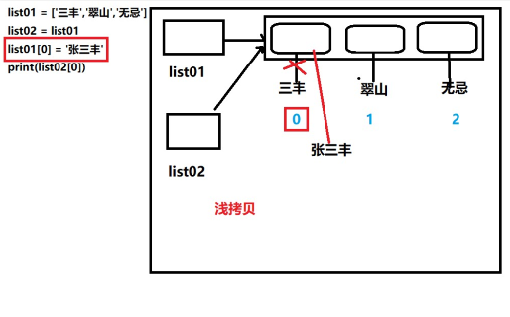 list01 = ['三丰','翠山','无忌']
list02 = list01
list01[0] = '张三丰'
print(list02[0])
list01
三丰
翠山
无忌
0
1
2
张三丰
list02
浅拷贝